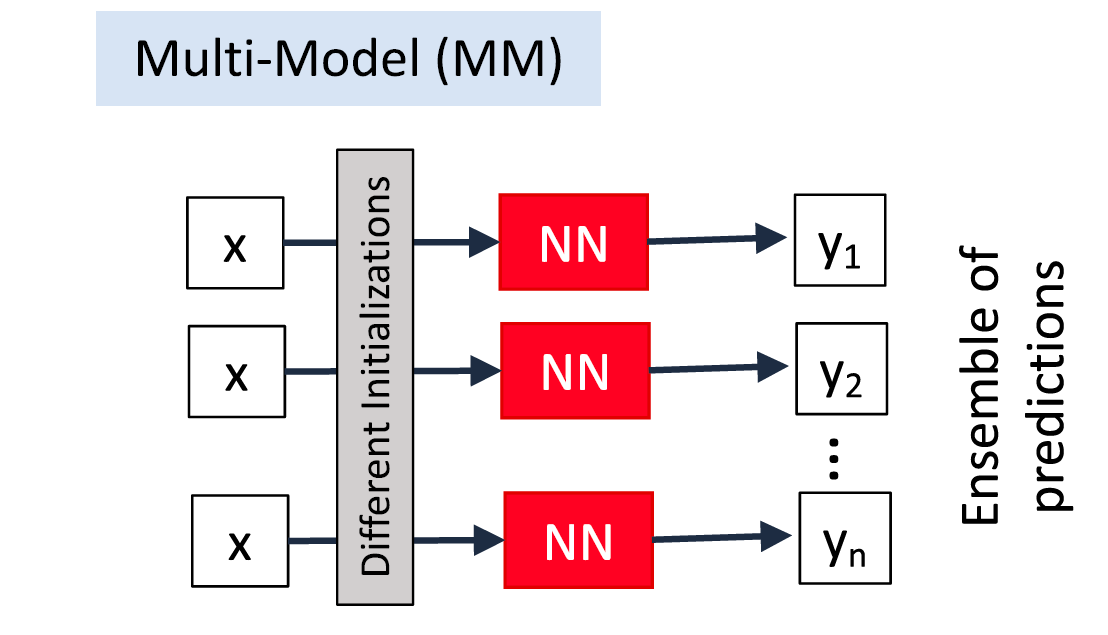 Multi-Model (MM)
Different Initializations
x NN y₁
x NN y₂
...
x NN yₙ
Ensemble of
predictions